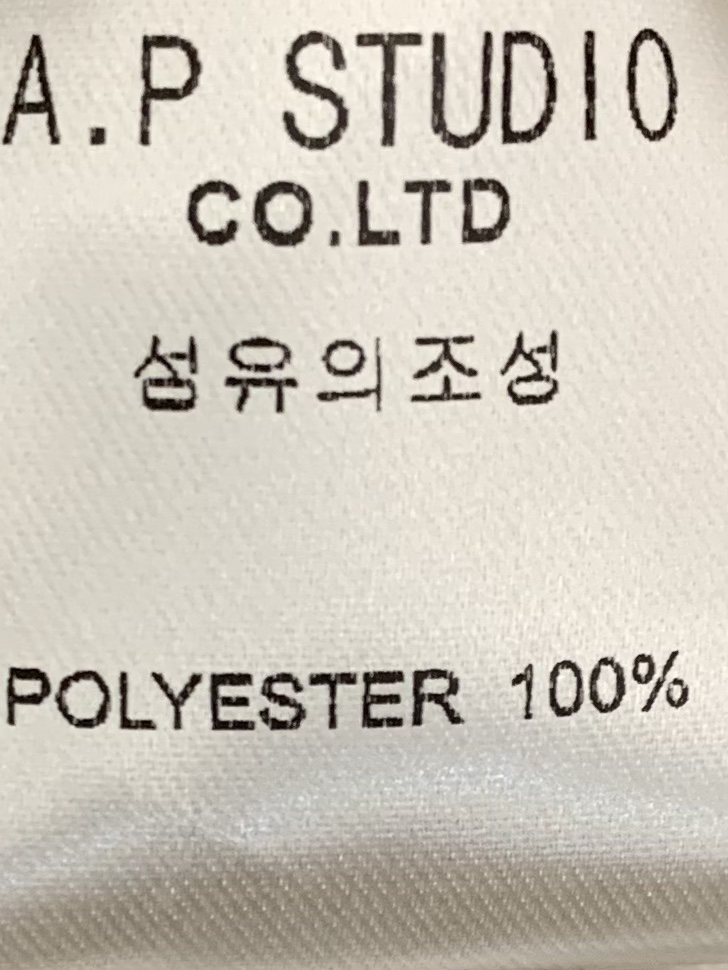 A.P STUDIO
CO.LTD
섬유의조성
POLYESTER 100%